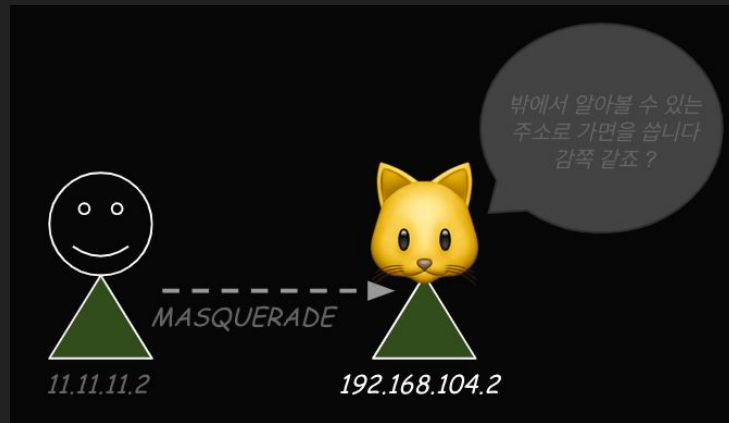 밖에서 알아볼 수 있는
주소로 가면을 씁니다
감쪽 같죠 ?
MASQUERADE
11.11.11.2
192.168.104.2